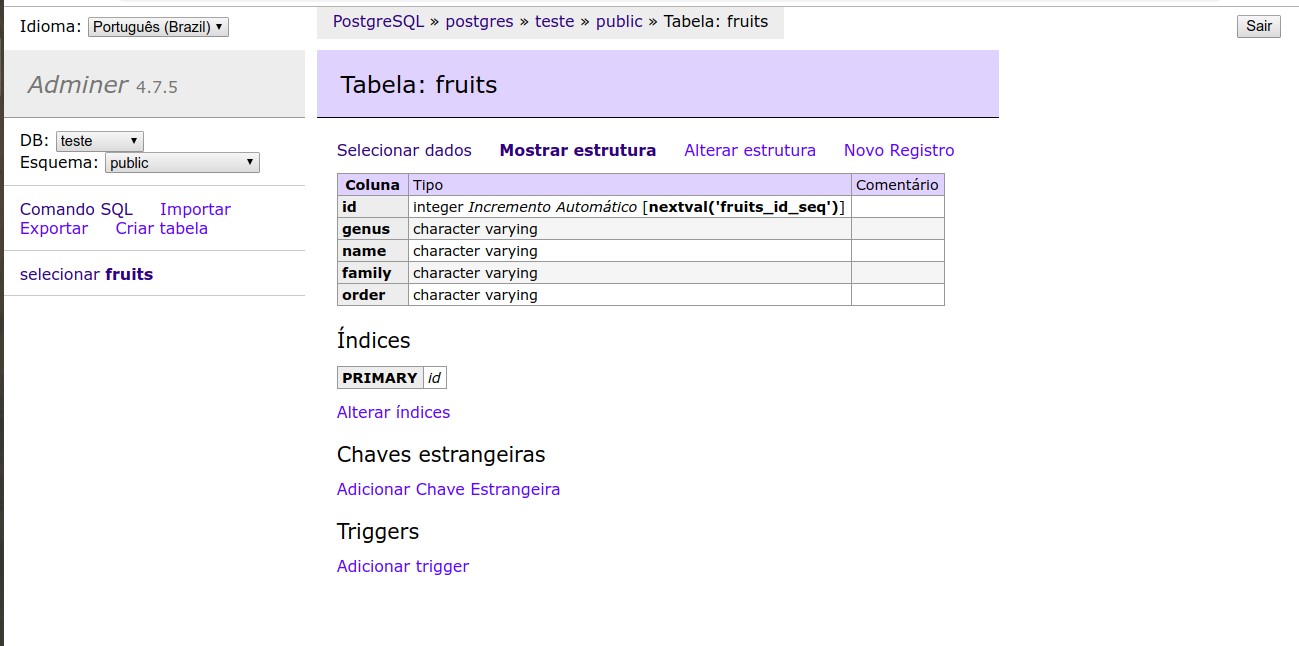 Idioma: Português (Brazil)
PostgreSQL » postgres » teste » public » Tabela: fruits
Sair
Adminer 4.7.5
Tabela: fruits
DB: teste
Esquema: public
Comando SQL Importar
Exportar Criar tabela
selecionar fruits
Selecionar dados Mostrar estrutura Alterar estrutura Novo Registro
Coluna Tipo Comentário
id integer Incremento Automático [nextval('fruits_id_seq')]
genus character varying
name character varying
family character varying
order character varying
Índices
PRIMARY id
Alterar índices
Chaves estrangeiras
Adicionar Chave Estrangeira
Triggers
Adicionar trigger